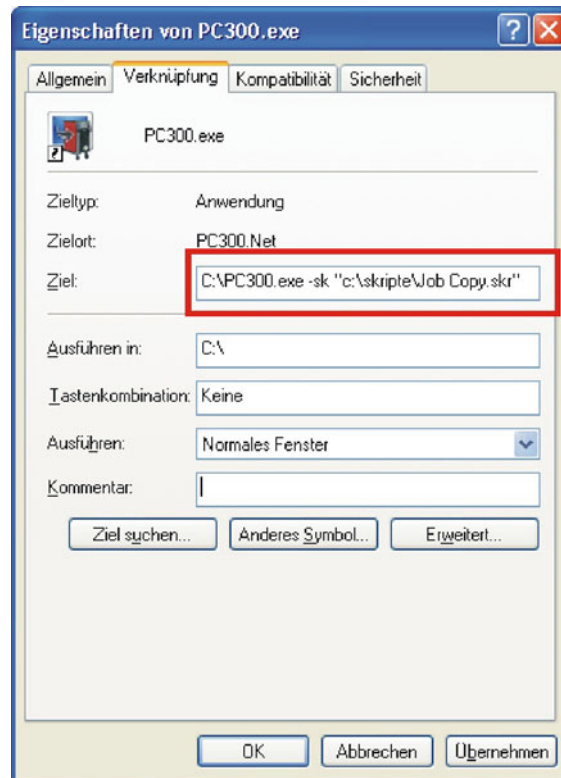 Eigenschaften von PC300.exe
Allgemein Verknüpfung Kompatibilität Sicherheit
PC300.exe
Zieltyp: Anwendung
Zielort: PC300.Net
Ziel: C:\PC300.exe -sk "c:\skripte\Job Copy.skr"
Ausführen in: C:\
Tastenkombination: Keine
Ausführen: Normales Fenster
Kommentar:
Ziel suchen... Anderes Symbol... Erweitert...
OK Abbrechen Übernehmen